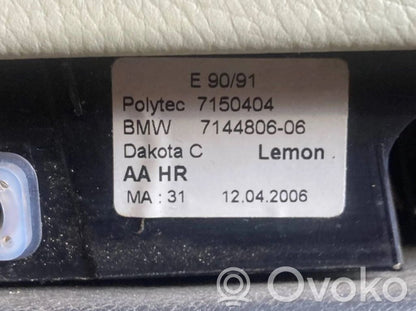 E 90/91
Polytec 7150404
BMW 7144806-06
Dakota C Lemon
AA HR
MA : 31 12.04.2006
OVOKO